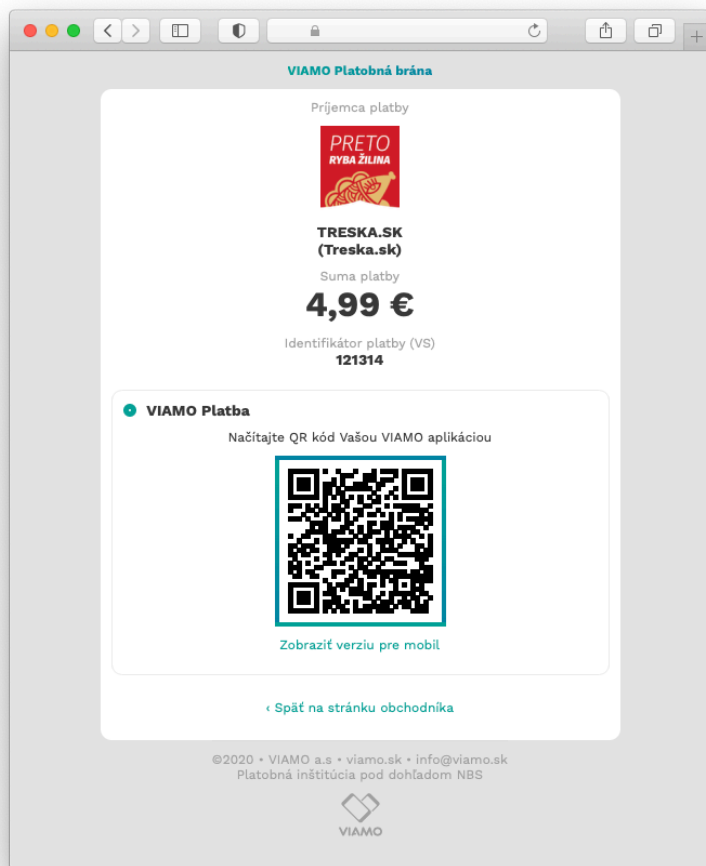 VIAMO Platobná brána
Príjemca platby
PRETO
RYBA ŽILINA
TRESKA.SK
(Treska.sk)
Suma platby
4,99 €
Identifikátor platby (VS)
121314
VIAMO Platba
Načítajte QR kód Vašou VIAMO aplikáciou
Zobraziť verziu pre mobil
‹ Späť na stránku obchodníka
©2020 • VIAMO a.s • viamo.sk • info@viamo.sk
Platobná inštitúcia pod dohľadom NBS
VIAMO